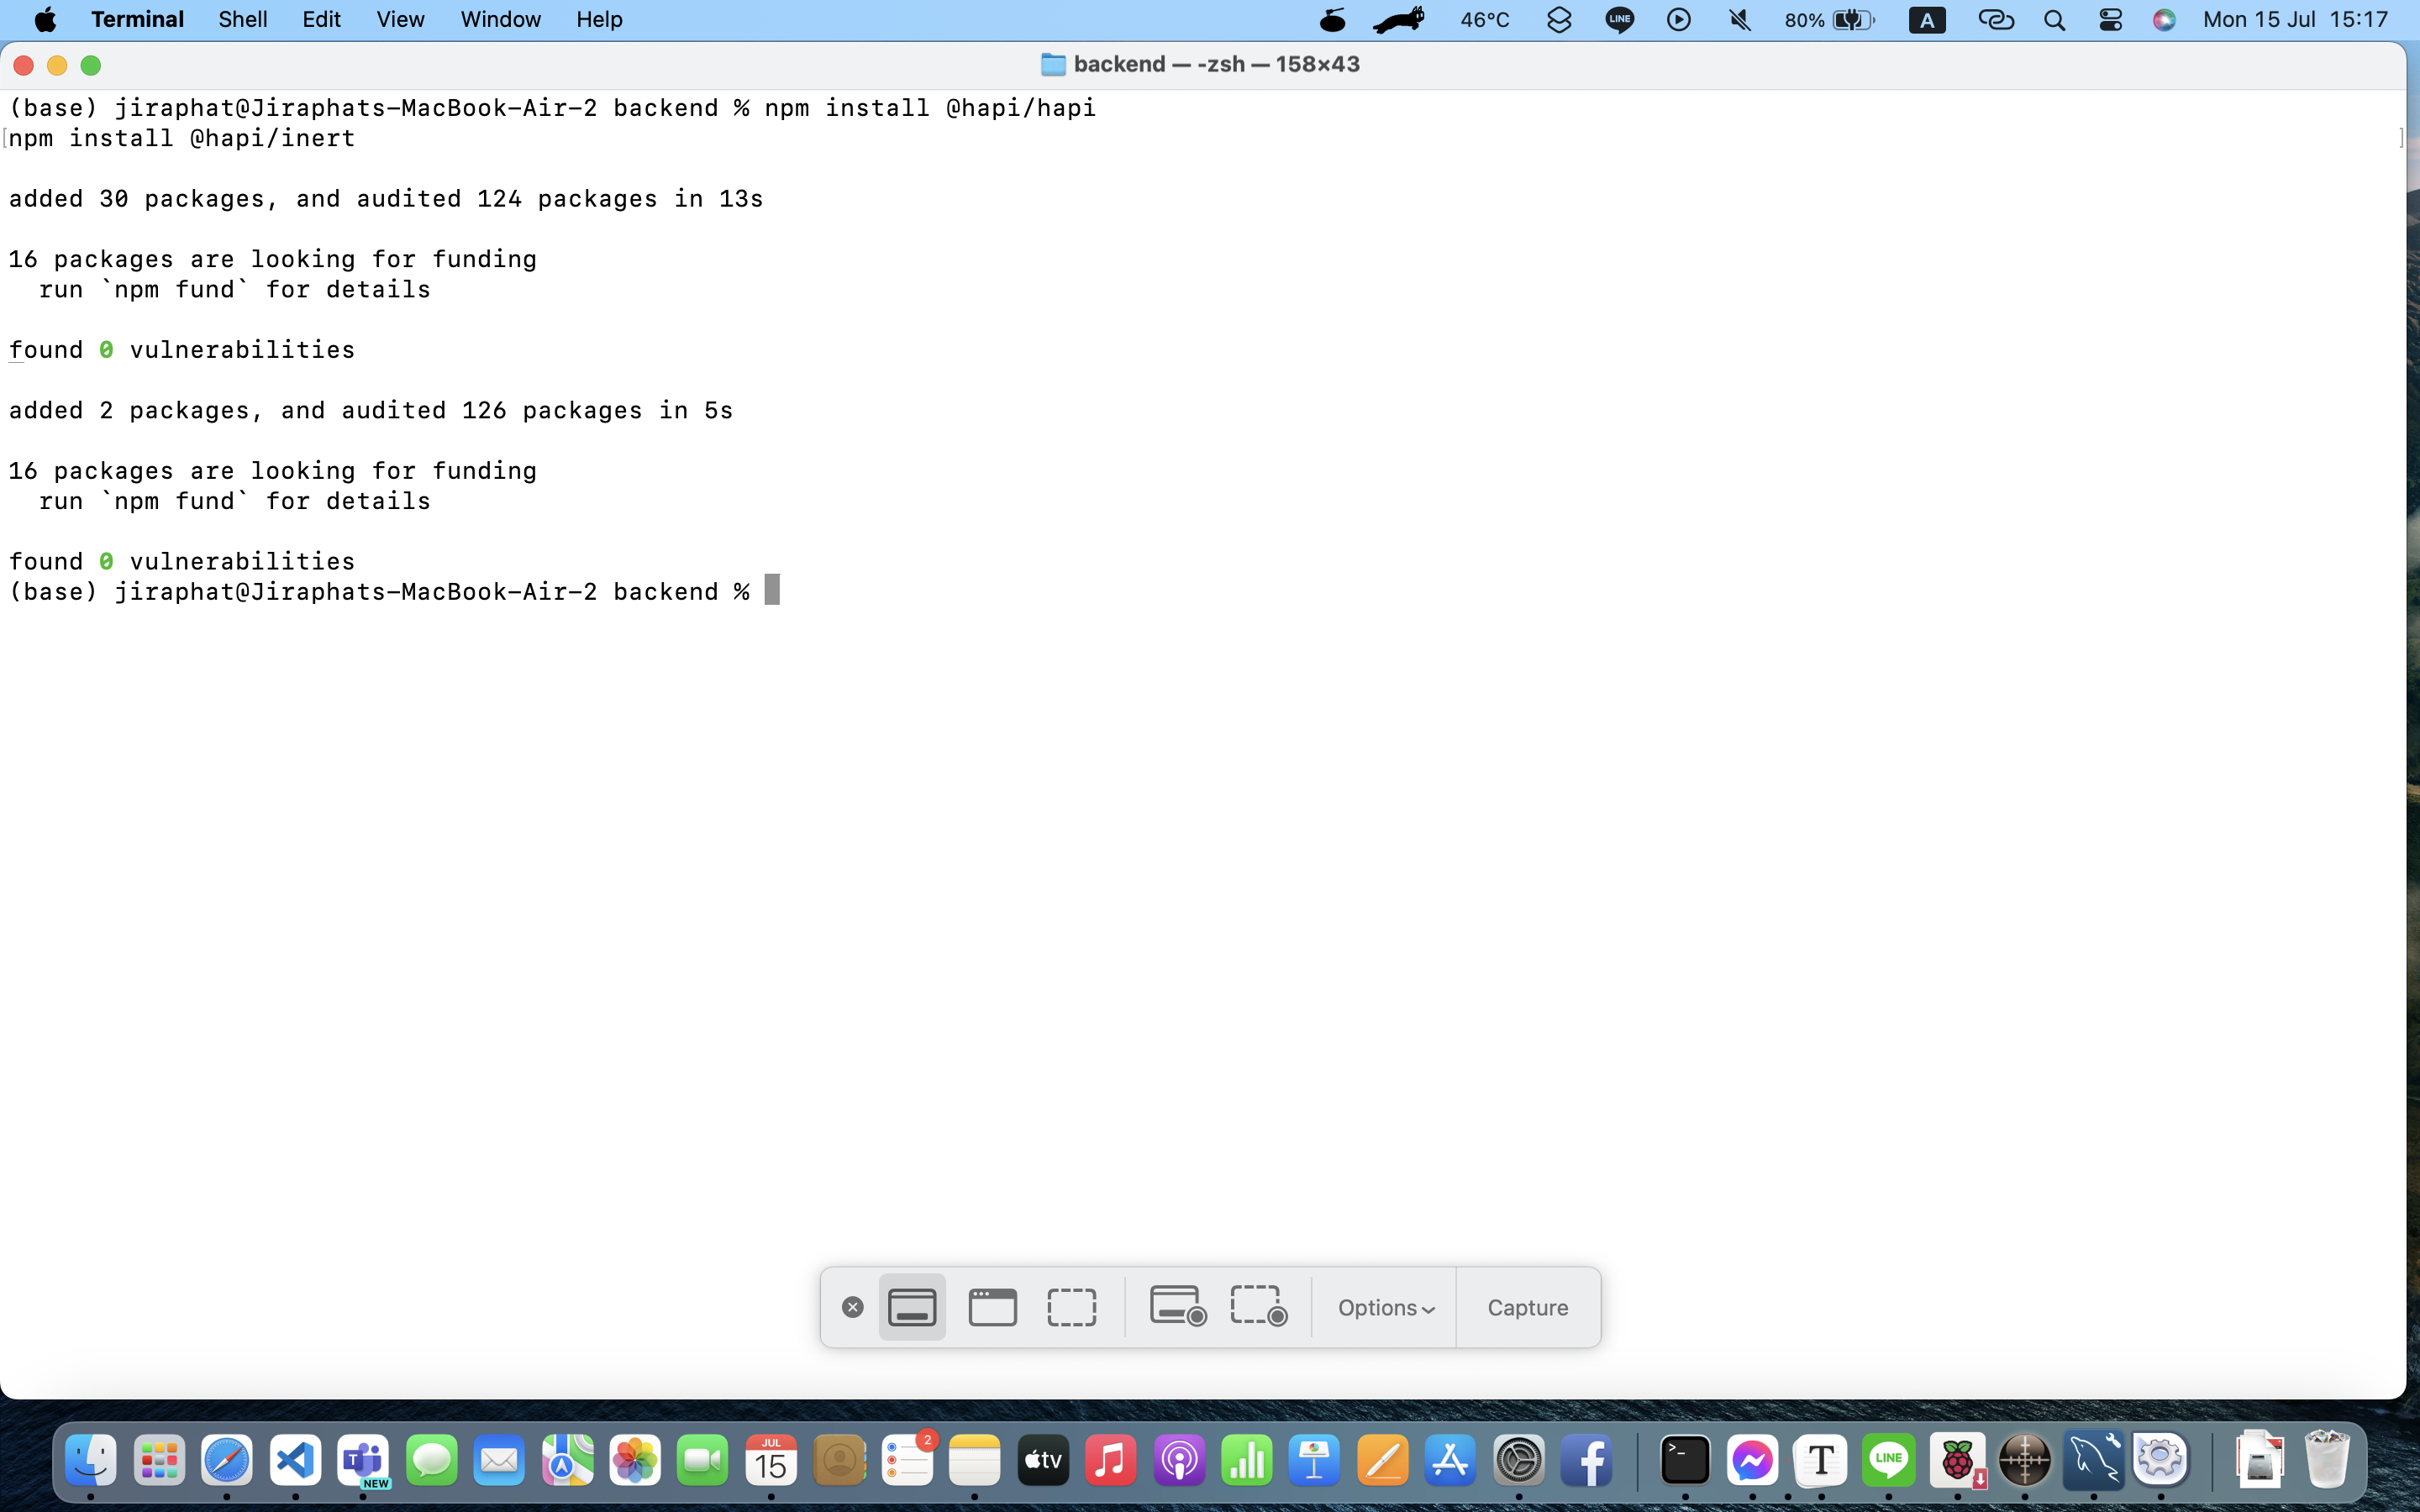 Terminal Shell Edit View Window Help 46°C LINE 80% A Mon 15 Jul 15:17
backend — -zsh — 158×43
(base) jiraphat@Jiraphats-MacBook-Air-2 backend % npm install @hapi/hapi
[npm install @hapi/inert ]
added 30 packages, and audited 124 packages in 13s
16 packages are looking for funding
run `npm fund` for details
found 0 vulnerabilities
added 2 packages, and audited 126 packages in 5s
16 packages are looking for funding
run `npm fund` for details
found 0 vulnerabilities
(base) jiraphat@Jiraphats-MacBook-Air-2 backend %
Options Capture
NEW JUL 15 2 tv >_ T LINE